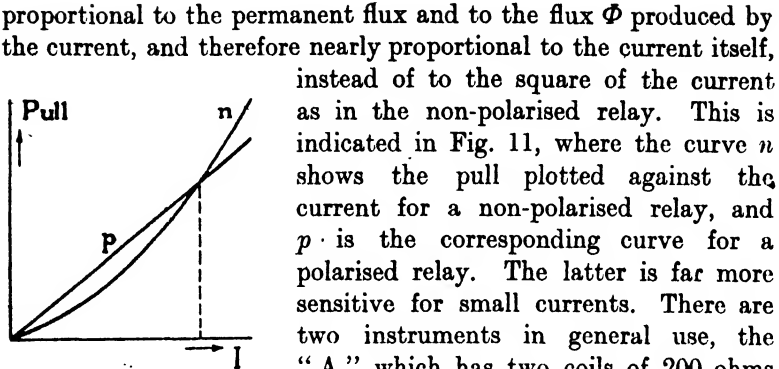 proportional to the permanent flux and to the flux Φ produced by
the current, and therefore nearly proportional to the current itself,
instead of to the square of the current
as in the non-polarised relay. This is
indicated in Fig. 11, where the curve n
shows the pull plotted against the
current for a non-polarised relay, and
p · is the corresponding curve for a
polarised relay. The latter is far more
sensitive for small currents. There are
two instruments in general use, the
“ A ” which has two coils of 200 ohms
Pull
n
p
I